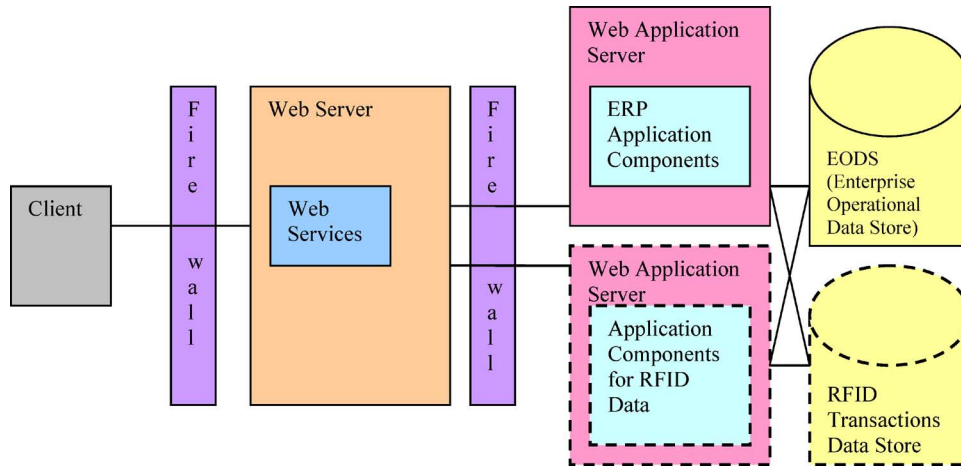 Client
F
i
r
e
w
a
l
l
Web Server
Web
Services
F
i
r
e
w
a
l
l
Web Application
Server
ERP
Application
Components
Web Application
Server
Application
Components
for RFID
Data
EODS
(Enterprise
Operational
Data Store)
RFID
Transactions
Data Store